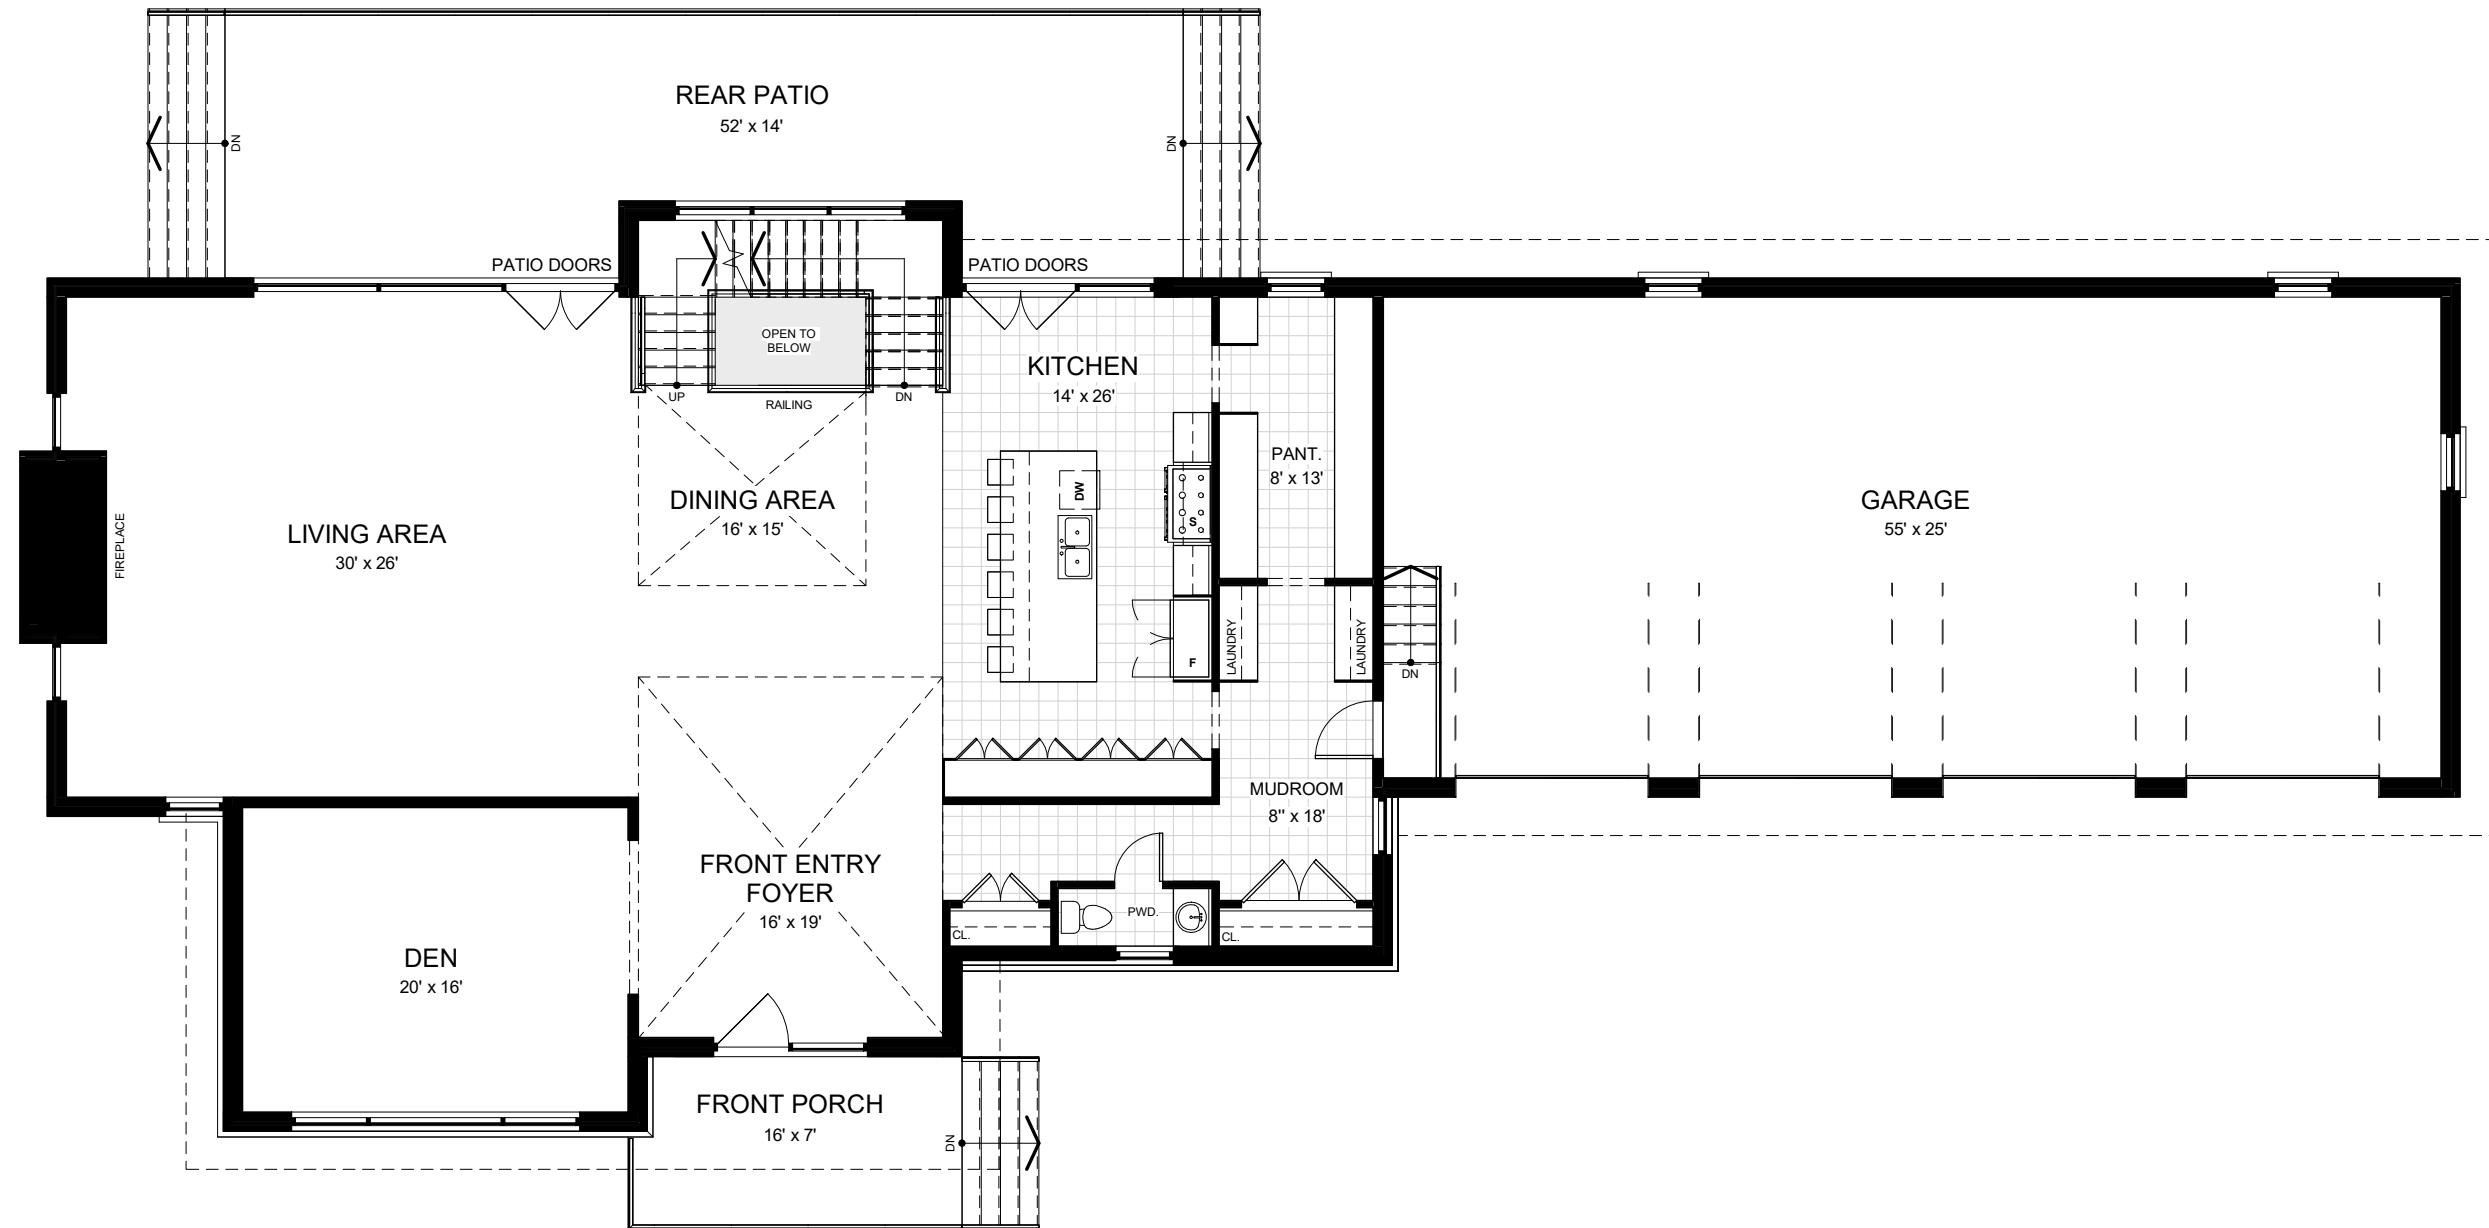 REAR PATIO
52' x 14'
DN
DN
PATIO DOORS
PATIO DOORS
OPEN TO
BELOW
UP
RAILING
DN
KITCHEN
14' x 26'
PANT.
8' x 13'
DW
S
F
LIVING AREA
30' x 26'
FIREPLACE
DINING AREA
16' x 15'
GARAGE
55' x 25'
LAUNDRY
LAUNDRY
DN
MUDROOM
8'' x 18'
FRONT ENTRY
FOYER
16' x 19'
PWD.
CL.
CL.
DEN
20' x 16'
FRONT PORCH
16' x 7'
DN